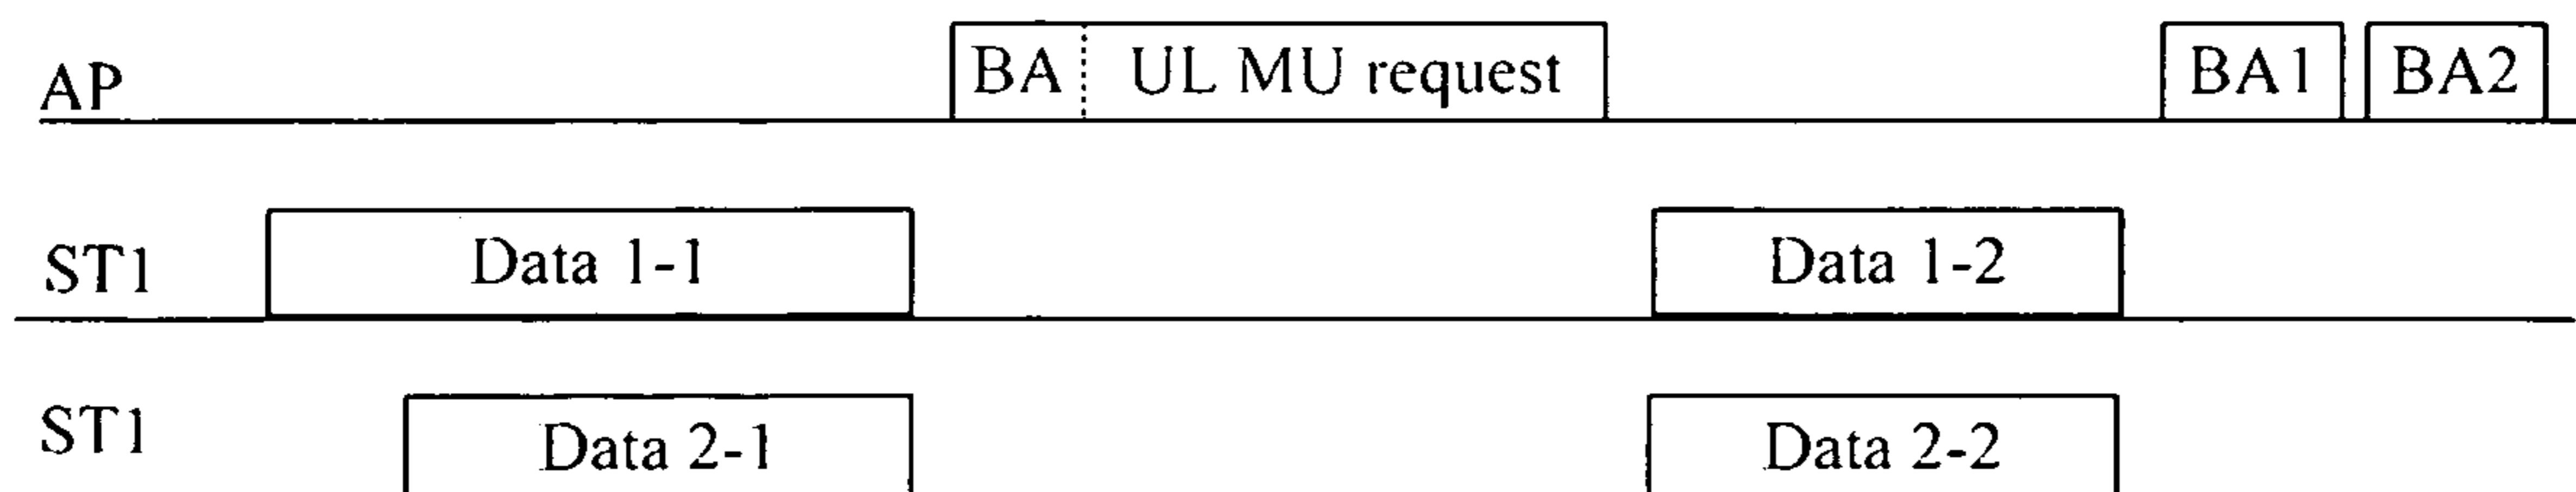 AP BA UL MU request BA1 BA2
ST1 Data 1-1 Data 1-2
ST1 Data 2-1 Data 2-2